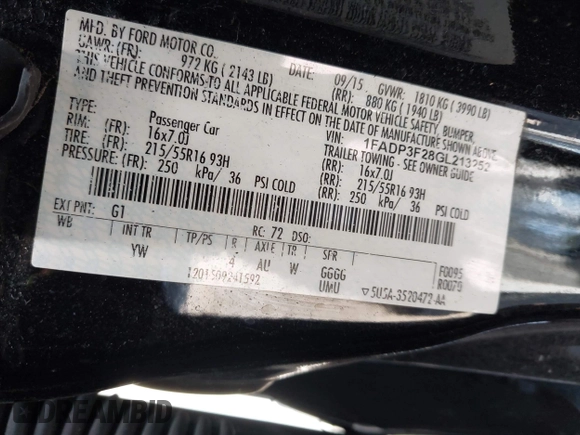 MFD. BY FORD MOTOR CO.
DATE: 09/15 GVWR: 1810 KG ( 3990 LB)
GAWR:(FR): 972 KG ( 2143 LB) (RR): 880 KG ( 1940 LB)
THIS VEHICLE CONFORMS TO ALL APPLICABLE FEDERAL MOTOR VEHICLE SAFETY, BUMPER,
AND THEFT PREVENTION STANDARDS IN EFFECT ON THE DATE OF MANUFACTURE SHOWN ABOVE.
VIN: 1FADP3F28GL213252
TYPE: Passenger Car TRAILER TOWING - SEE OWNER GUIDE
RIM: (FR): 16x7.0J (RR): 16x7.0J
TIRE: (FR): 215/55R16 93H (RR): 215/55R16 93H
PRESSURE: (FR): 250 kPa/ 36 PSI COLD (RR): 250 kPa/ 36 PSI COLD
EXT PNT: G1 RC: 72 DSO:
WB INT TR TP/PS R AXLE TR SPR F0095
YW 4 AU W GGGG R0070
UMU
1201509241592 ▽5U5A-3520472-AA
DREAMBID